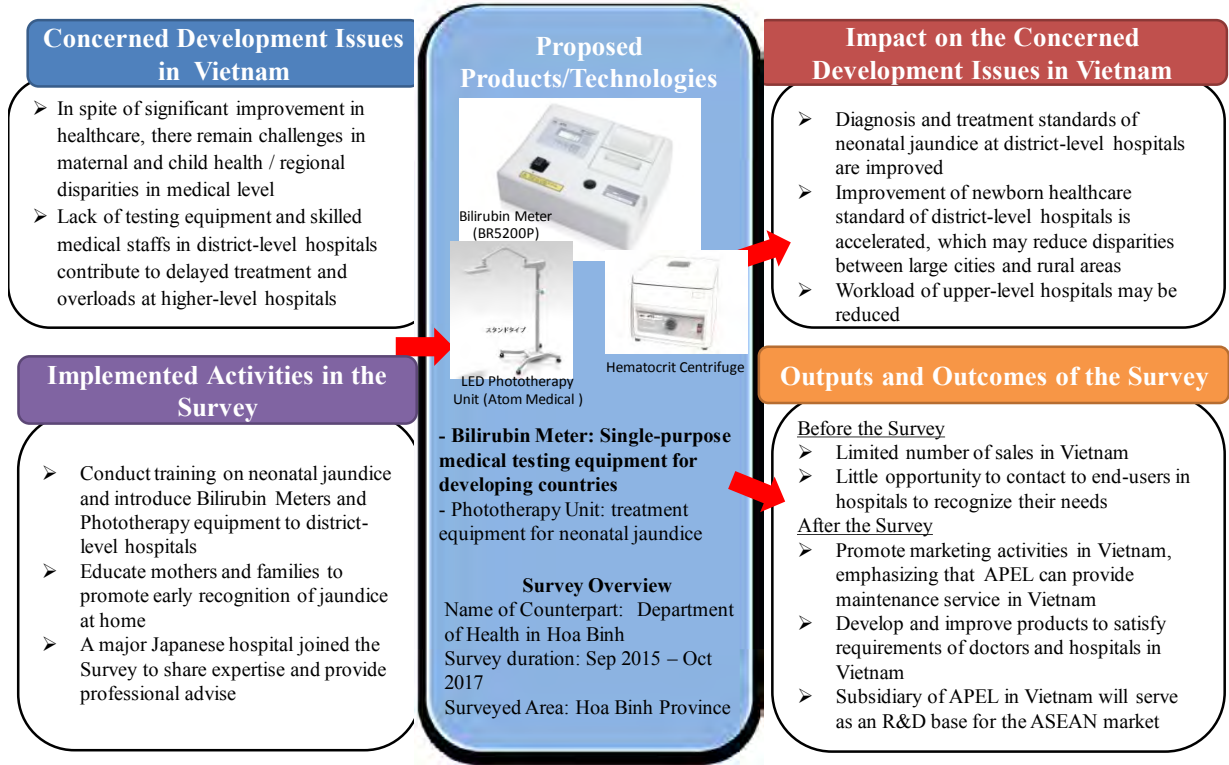 Concerned Development Issues
in Vietnam
➢ In spite of significant improvement in
healthcare, there remain challenges in
maternal and child health / regional
disparities in medical level
➢ Lack of testing equipment and skilled
medical staffs in district-level hospitals
contribute to delayed treatment and
overloads at higher-level hospitals
Implemented Activities in the
Survey
➢ Conduct training on neonatal jaundice
and introduce Bilirubin Meters and
Phototherapy equipment to district-
level hospitals
➢ Educate mothers and families to
promote early recognition of jaundice
at home
➢ A major Japanese hospital joined the
Survey to share expertise and provide
professional advise
Proposed
Products/Technologies
Bilirubin Meter
(BR5200P)
スタンドタイプ
LED Phototherapy
Unit (Atom Medical )
Hematocrit Centrifuge
- Bilirubin Meter: Single-purpose
medical testing equipment for
developing countries
- Phototherapy Unit: treatment
equipment for neonatal jaundice
Survey Overview
Name of Counterpart: Department
of Health in Hoa Binh
Survey duration: Sep 2015 – Oct
2017
Surveyed Area: Hoa Binh Province
Impact on the Concerned
Development Issues in Vietnam
➢ Diagnosis and treatment standards of
neonatal jaundice at district-level hospitals
are improved
➢ Improvement of newborn healthcare
standard of district-level hospitals is
accelerated, which may reduce disparities
between large cities and rural areas
➢ Workload of upper-level hospitals may be
reduced
Outputs and Outcomes of the Survey
Before the Survey
➢ Limited number of sales in Vietnam
➢ Little opportunity to contact to end-users in
hospitals to recognize their needs
After the Survey
➢ Promote marketing activities in Vietnam,
emphasizing that APEL can provide
maintenance service in Vietnam
➢ Develop and improve products to satisfy
requirements of doctors and hospitals in
Vietnam
➢ Subsidiary of APEL in Vietnam will serve
as an R&D base for the ASEAN market